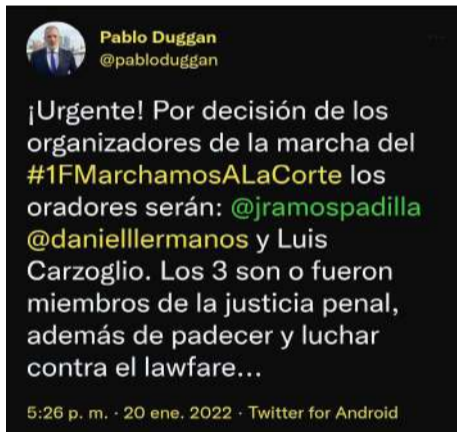 Pablo Duggan
@pabloduggan
¡Urgente! Por decisión de los
organizadores de la marcha del
#1FMarchamosALaCorte los
oradores serán: @jramospadilla
@danielllermanos y Luis
Carzoglio. Los 3 son o fueron
miembros de la justicia penal,
además de padecer y luchar
contra el lawfare...
5:26 p. m. · 20 ene. 2022 · Twitter for Android